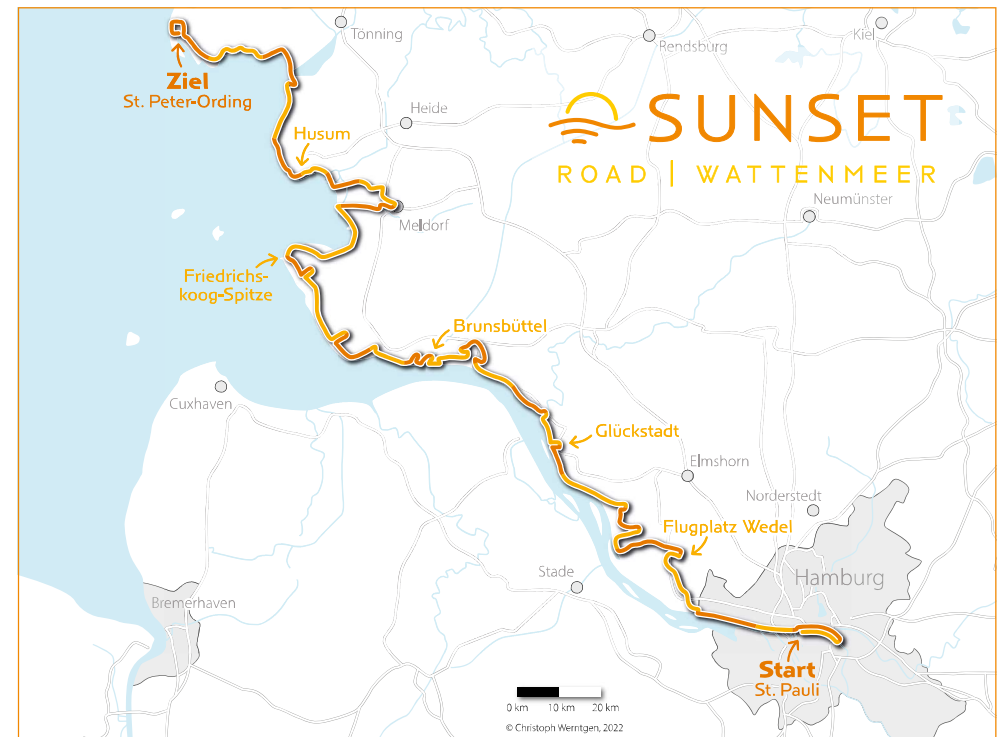 Tönning
Rendsburg
Kiel
Ziel
St. Peter-Ording
Heide
SUNSET
ROAD | WATTENMEER
Husum
Neumünster
Meldorf
Friedrichs-
koog-Spitze
Brunsbüttel
Cuxhaven
Glückstadt
Elmshorn
Norderstedt
Flugplatz Wedel
Stade
Hamburg
Bremerhaven
Start
St. Pauli
0 km 10 km 20 km
© Christoph Werntgen, 2022